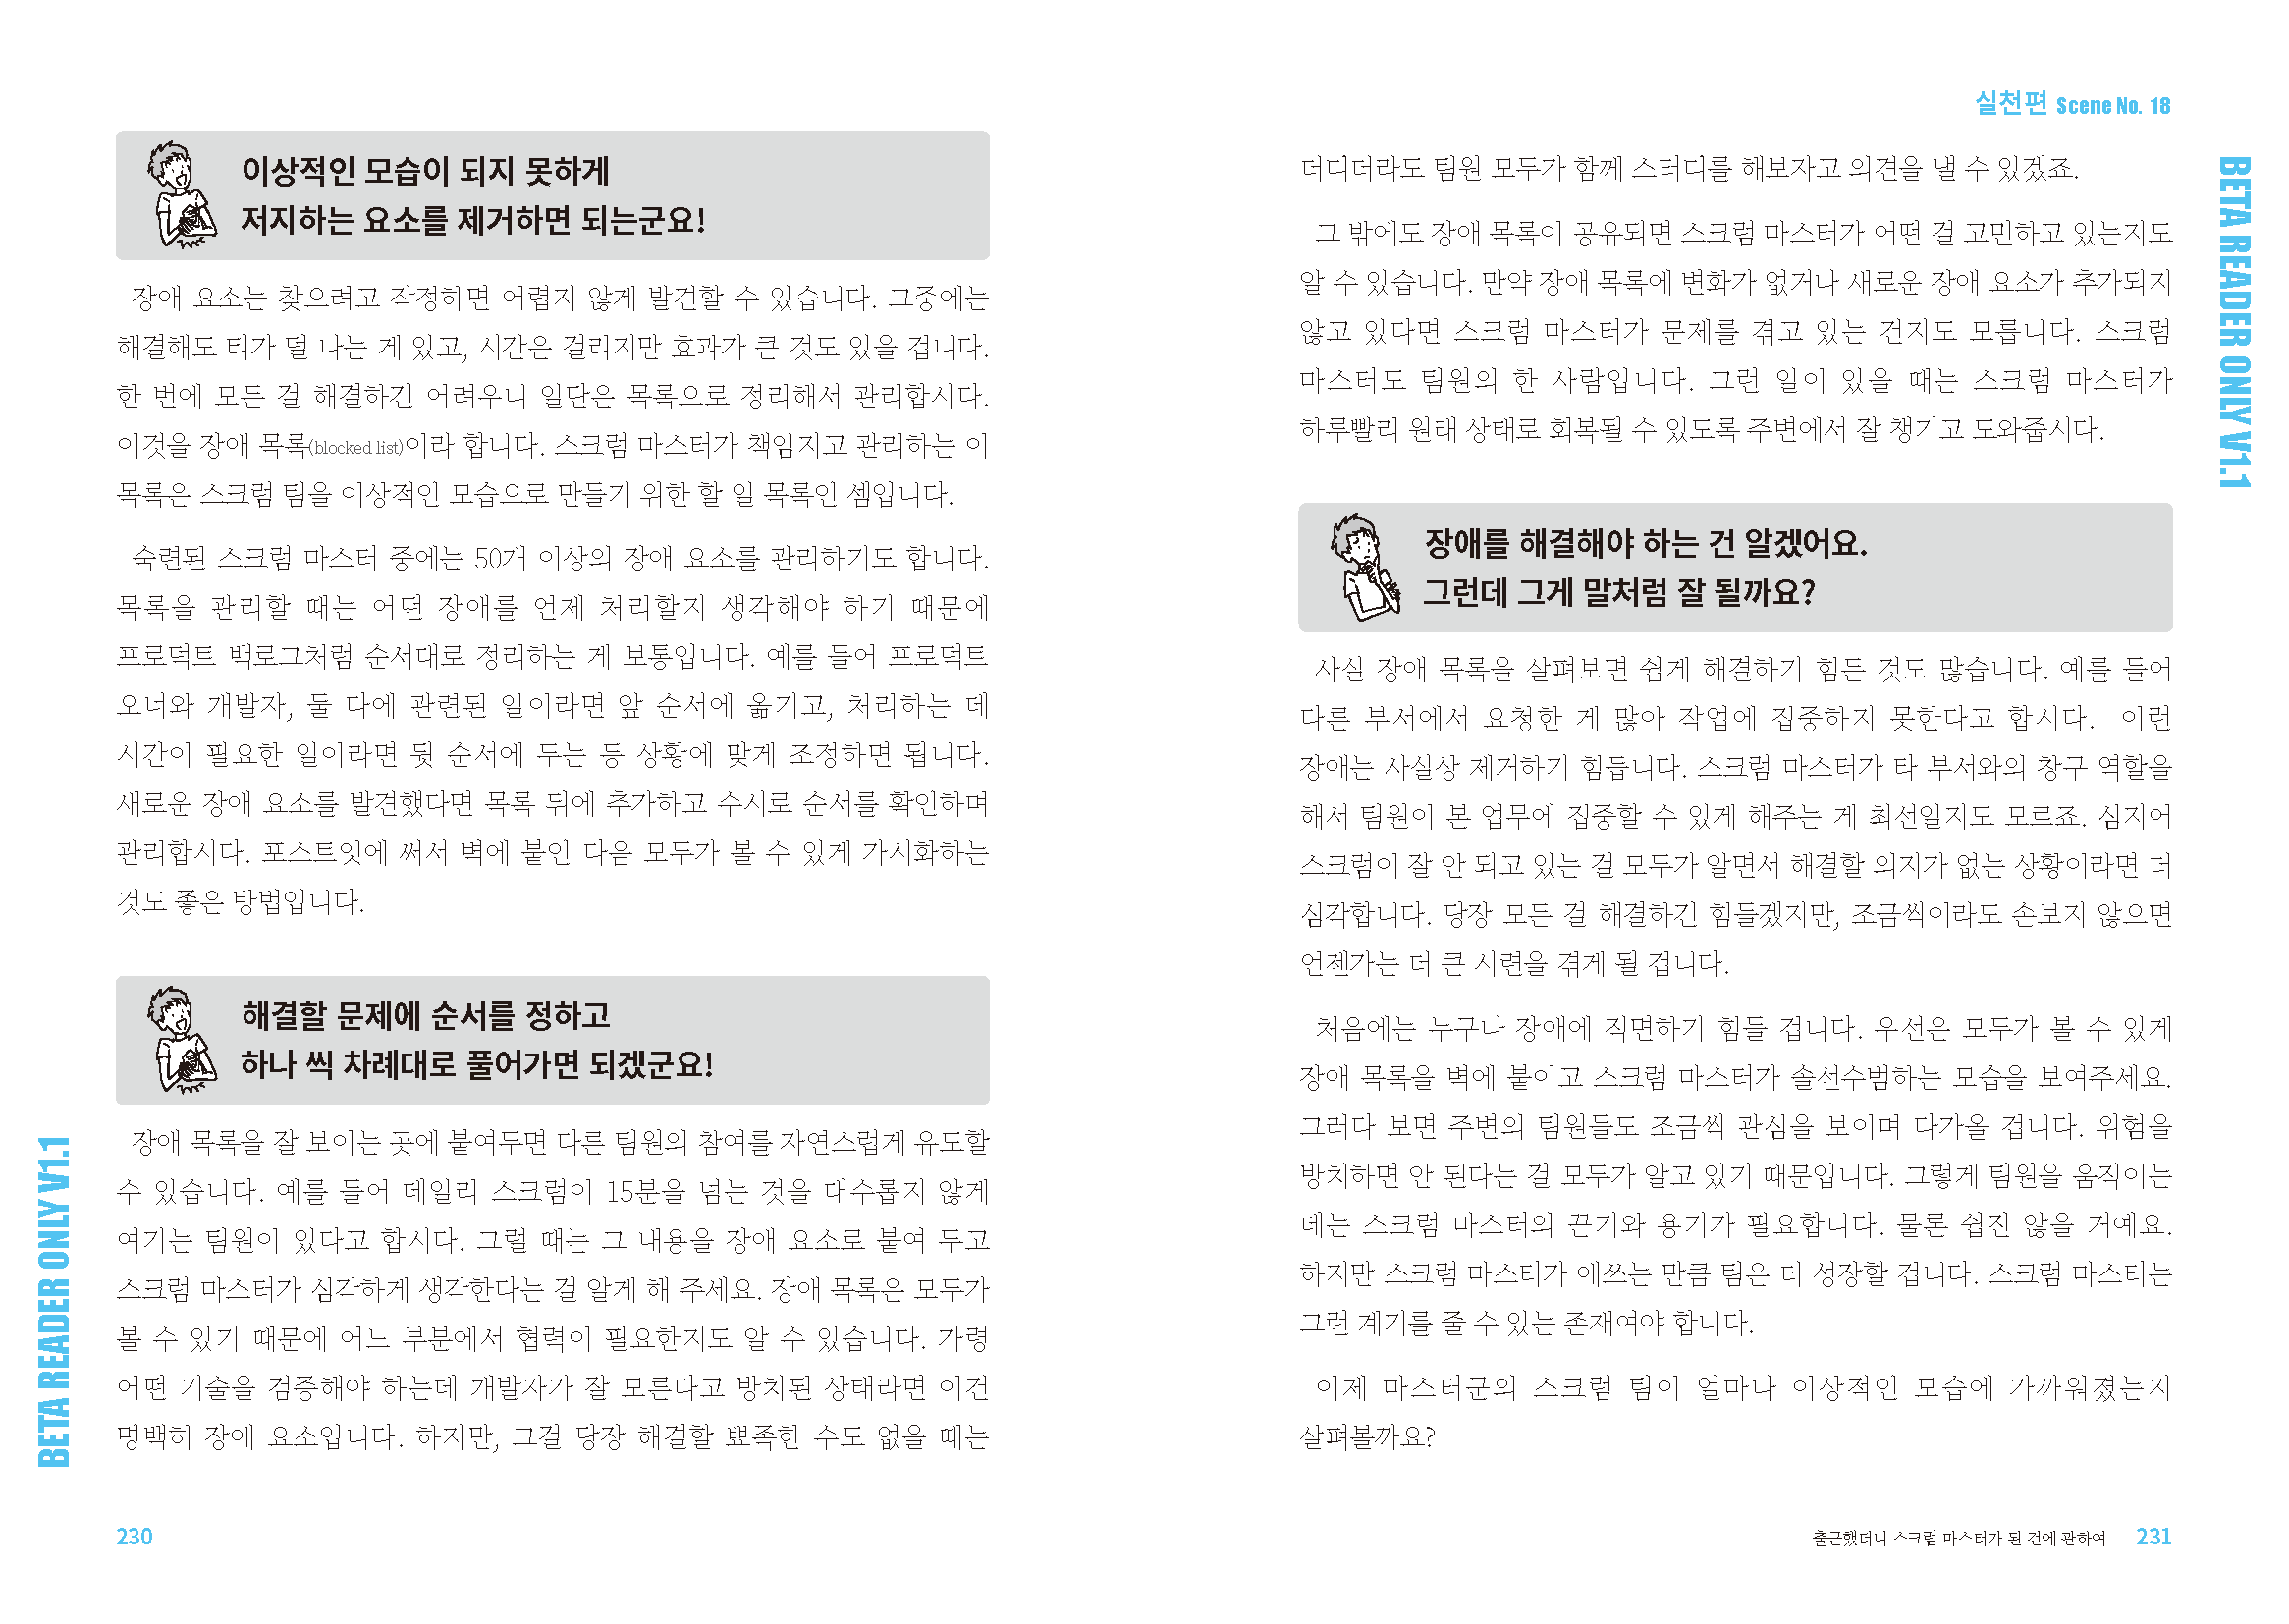 이상적인 모습이 되지 못하게
저지하는 요소를 제거하면 되는군요!
장애 요소는 찾으려고 작정하면 어렵지 않게 발견할 수 있습니다. 그중에는
해결해도 티가 덜 나는 게 있고, 시간은 걸리지만 효과가 큰 것도 있을 겁니다.
한 번에 모든 걸 해결하긴 어려우니 일단은 목록으로 정리해서 관리합시다.
이것을 장애 목록(blocked list)이라 합니다. 스크럼 마스터가 책임지고 관리하는 이
목록은 스크럼 팀을 이상적인 모습으로 만들기 위한 할 일 목록인 셈입니다.
숙련된 스크럼 마스터 중에는 50개 이상의 장애 요소를 관리하기도 합니다.
목록을 관리할 때는 어떤 장애를 언제 처리할지 생각해야 하기 때문에
프로덕트 백로그처럼 순서대로 정리하는 게 보통입니다. 예를 들어 프로덕트
오너와 개발자, 둘 다에 관련된 일이라면 앞 순서에 옮기고, 처리하는 데
시간이 필요한 일이라면 뒷 순서에 두는 등 상황에 맞게 조정하면 됩니다.
새로운 장애 요소를 발견했다면 목록 뒤에 추가하고 수시로 순서를 확인하며
관리합시다. 포스트잇에 써서 벽에 붙인 다음 모두가 볼 수 있게 가시화하는
것도 좋은 방법입니다.
해결할 문제에 순서를 정하고
하나 씩 차례대로 풀어가면 되겠군요!
장애 목록을 잘 보이는 곳에 붙여두면 다른 팀원의 참여를 자연스럽게 유도할
수 있습니다. 예를 들어 데일리 스크럼이 15분을 넘는 것을 대수롭지 않게
여기는 팀원이 있다고 합시다. 그럴 때는 그 내용을 장애 요소로 붙여 두고
스크럼 마스터가 심각하게 생각한다는 걸 알게 해 주세요. 장애 목록은 모두가
볼 수 있기 때문에 어느 부분에서 협력이 필요한지도 알 수 있습니다. 가령
어떤 기술을 검증해야 하는데 개발자가 잘 모른다고 방치된 상태라면 이건
명백히 장애 요소입니다. 하지만, 그걸 당장 해결할 뾰족한 수도 없을 때는
BETA READER ONLY V1.1
230
실천편 Scene No. 18
더디더라도 팀원 모두가 함께 스터디를 해보자고 의견을 낼 수 있겠죠.
그 밖에도 장애 목록이 공유되면 스크럼 마스터가 어떤 걸 고민하고 있는지도
알 수 있습니다. 만약 장애 목록에 변화가 없거나 새로운 장애 요소가 추가되지
않고 있다면 스크럼 마스터가 문제를 겪고 있는 건지도 모릅니다. 스크럼
마스터도 팀원의 한 사람입니다. 그런 일이 있을 때는 스크럼 마스터가
하루빨리 원래 상태로 회복될 수 있도록 주변에서 잘 챙기고 도와줍시다.
장애를 해결해야 하는 건 알겠어요.
그런데 그게 말처럼 잘 될까요?
사실 장애 목록을 살펴보면 쉽게 해결하기 힘든 것도 많습니다. 예를 들어
다른 부서에서 요청한 게 많아 작업에 집중하지 못한다고 합시다. 이런
장애는 사실상 제거하기 힘듭니다. 스크럼 마스터가 타 부서와의 창구 역할을
해서 팀원이 본 업무에 집중할 수 있게 해주는 게 최선일지도 모르죠. 심지어
스크럼이 잘 안 되고 있는 걸 모두가 알면서 해결할 의지가 없는 상황이라면 더
심각합니다. 당장 모든 걸 해결하긴 힘들겠지만, 조금씩이라도 손보지 않으면
언젠가는 더 큰 시련을 겪게 될 겁니다.
처음에는 누구나 장애에 직면하기 힘들 겁니다. 우선은 모두가 볼 수 있게
장애 목록을 벽에 붙이고 스크럼 마스터가 솔선수범하는 모습을 보여주세요.
그러다 보면 주변의 팀원들도 조금씩 관심을 보이며 다가올 겁니다. 위험을
방치하면 안 된다는 걸 모두가 알고 있기 때문입니다. 그렇게 팀원을 움직이는
데는 스크럼 마스터의 끈기와 용기가 필요합니다. 물론 쉽진 않을 거예요.
하지만 스크럼 마스터가 애쓰는 만큼 팀은 더 성장할 겁니다. 스크럼 마스터는
그런 계기를 줄 수 있는 존재여야 합니다.
이제 마스터군의 스크럼 팀이 얼마나 이상적인 모습에 가까워졌는지
살펴볼까요?
BETA READER ONLY V1.1
출근했더니 스크럼 마스터가 된 건에 관하여 231